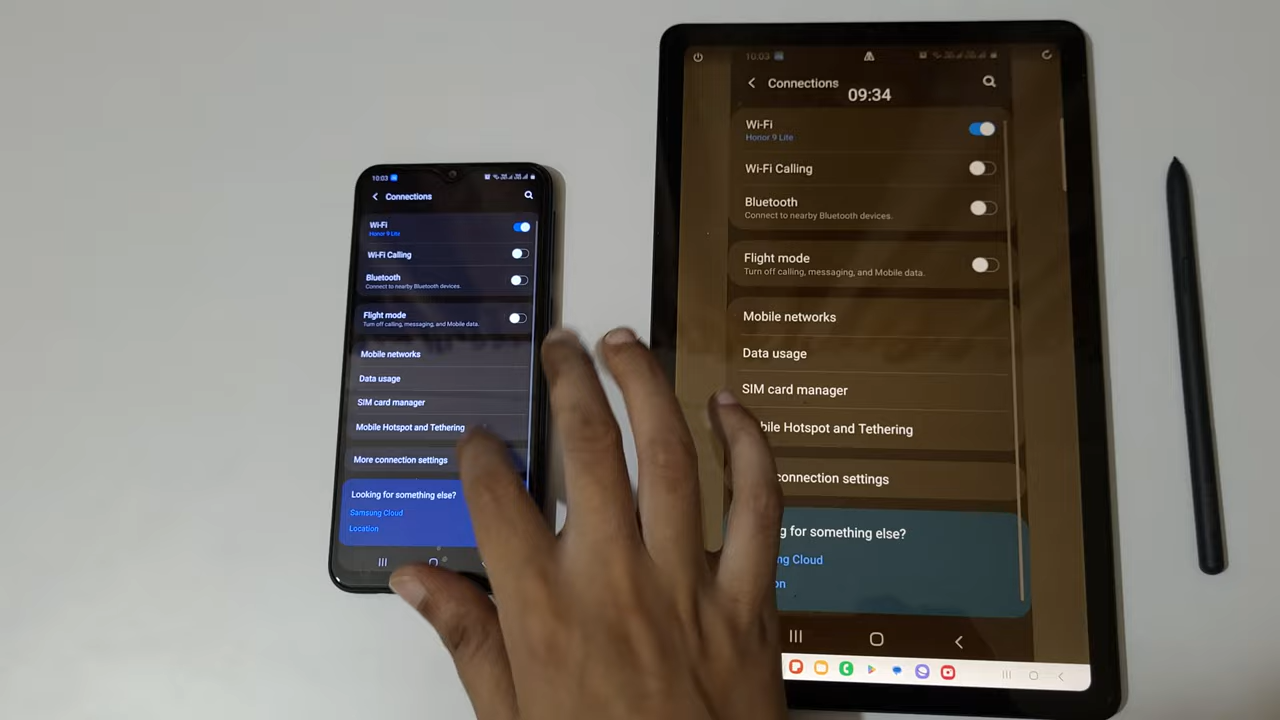 10:03
Connections
Wi-Fi
Honor 9 Lite
Wi-Fi Calling
Bluetooth
Connect to nearby Bluetooth devices.
Flight mode
Turn off calling, messaging, and Mobile data.
Mobile networks
Data usage
SIM card manager
Mobile Hotspot and Tethering
More connection settings
Looking for something else?
Samsung Cloud
Location
10:03
Connections
09:34
Wi-Fi
Honor 9 Lite
Wi-Fi Calling
Bluetooth
Connect to nearby Bluetooth devices.
Flight mode
Turn off calling, messaging, and Mobile data.
Mobile networks
Data usage
SIM card manager
bile Hotspot and Tethering
connection settings
g for something else?
ng Cloud
on